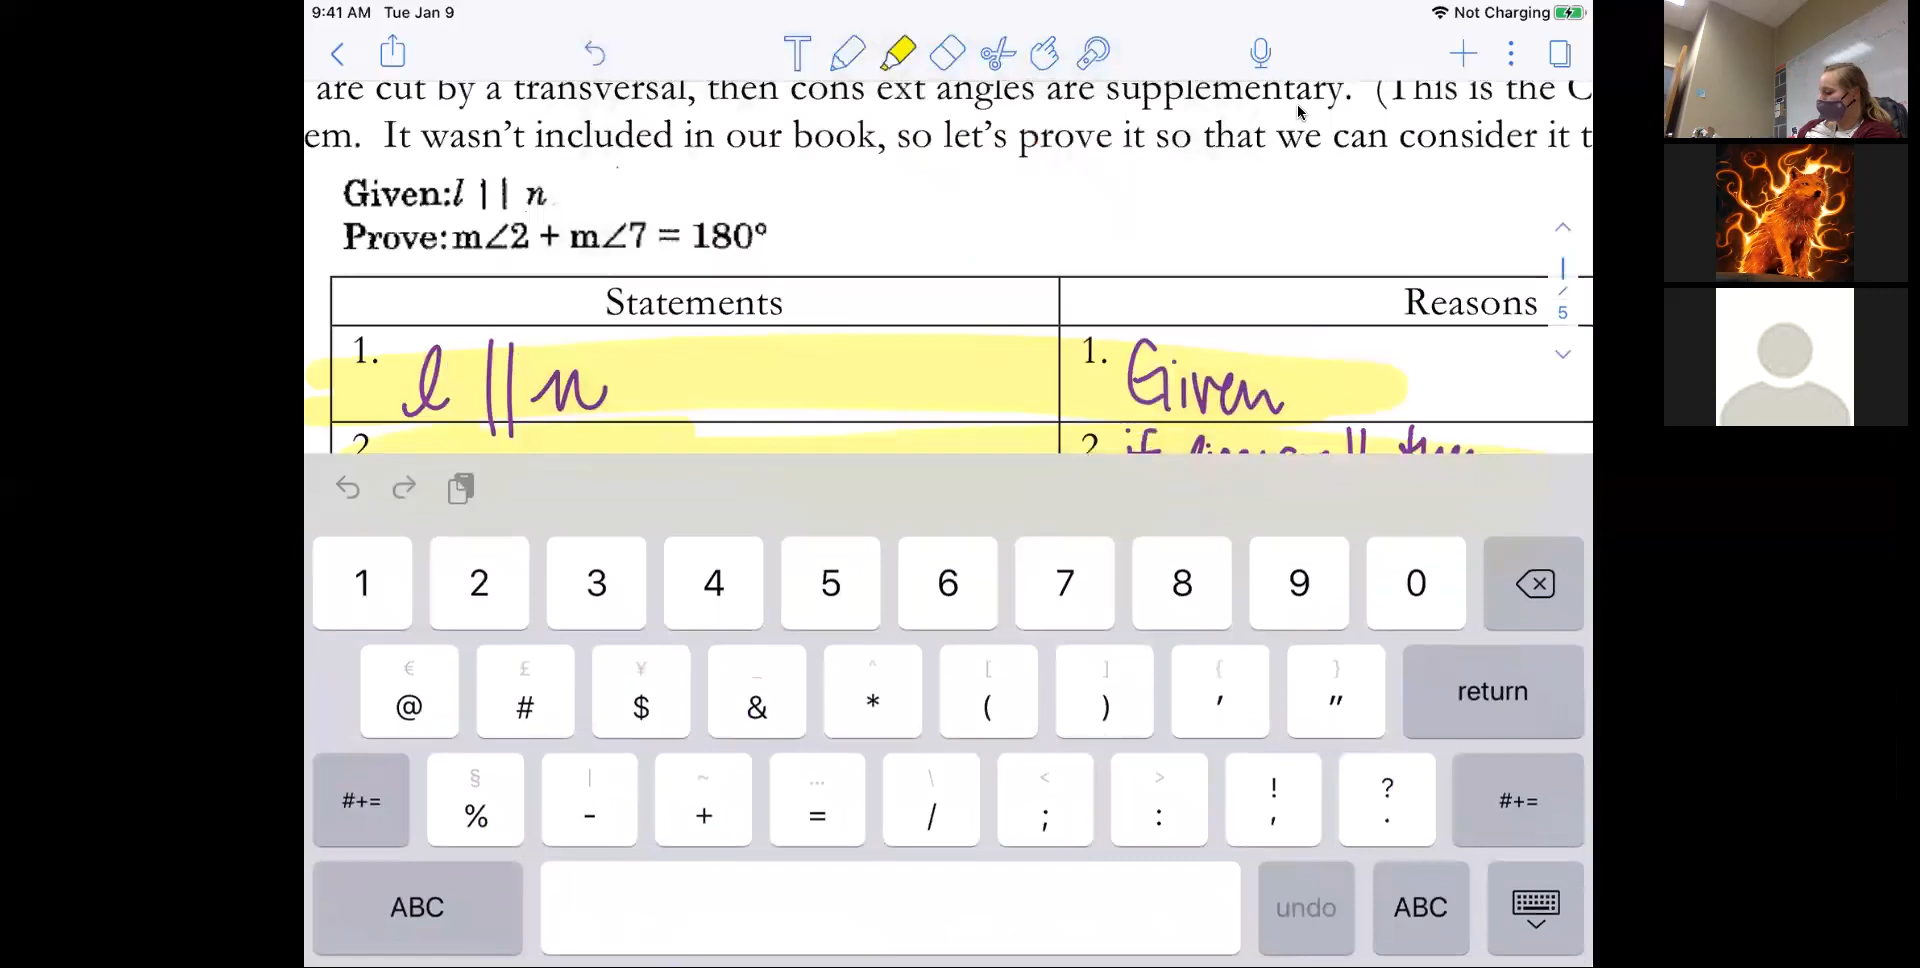 9:41 AM Tue Jan 9
Not Charging
are cut by a transversal, then cons ext angles are supplementary. (This is the C
em. It wasn't included in our book, so let's prove it so that we can consider it t
Given: l || n
Prove: m∠2 + m∠7 = 180°
Statements
Reasons
1. l || n
1. Given
2
2. if lines || then
5
1 2 3 4 5 6 7 8 9 0
€ £ ¥ _ ^ [ ] { }
@ # $ & * ( ) ' " return
§ | ~ … \ < > ! ?
#+= % - + = / ; : , . #+=
ABC undo ABC